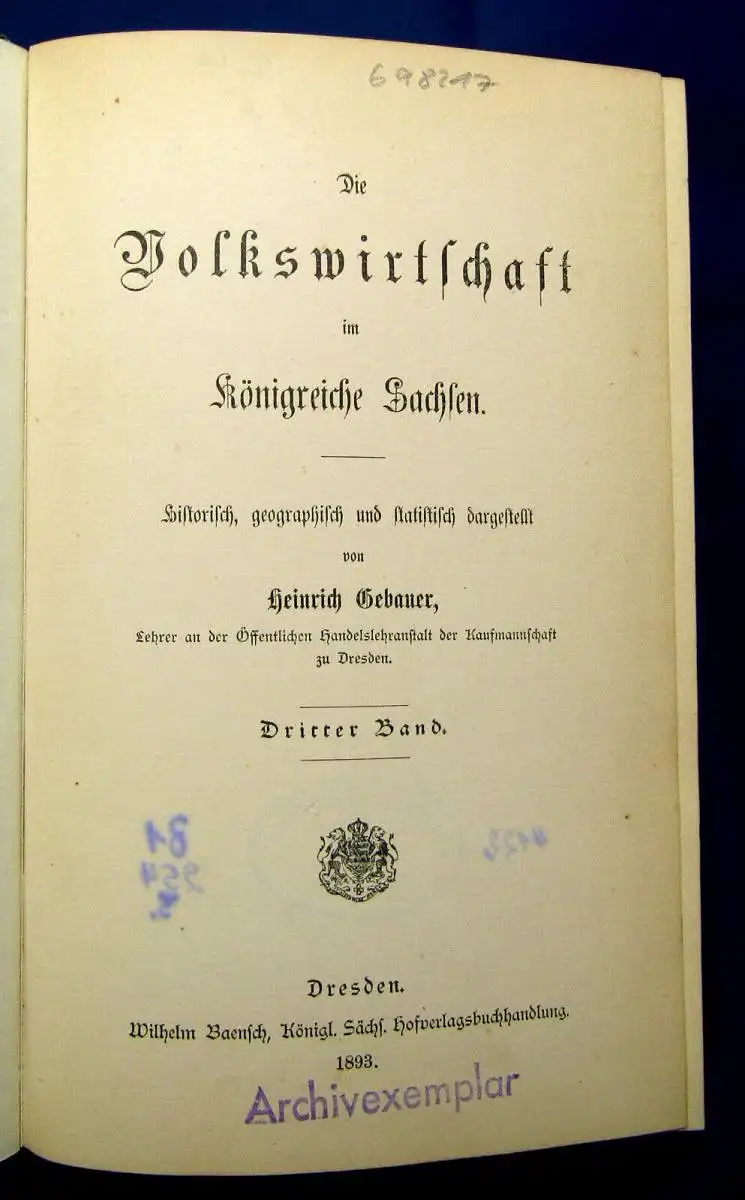 698217
Die
Volkswirtschaft
im
Königreiche Sachsen.
Historisch, geographisch und statistisch dargestellt
von
Heinrich Gebauer,
Lehrer an der Öffentlichen Handelslehranstalt der Kaufmannschaft
zu Dresden.
Dritter Band.
Dresden.
Wilhelm Baensch, Königl. Sächs. Hofverlagsbuchhandlung.
1893.
Archivexemplar